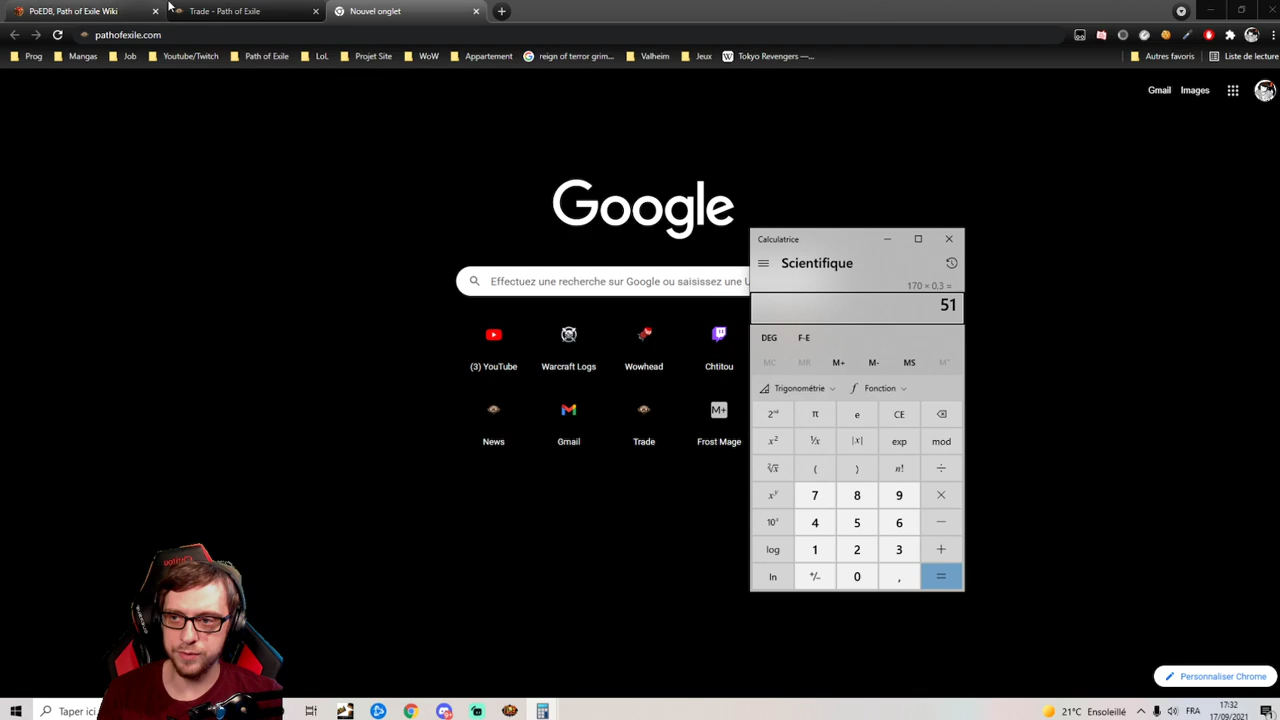 PoEDB, Path of Exile Wiki
Trade - Path of Exile
Nouvel onglet
pathofexile.com
Prog Mangas Job Youtube/Twitch Path of Exile LoL Projet Site WoW Appartement reign of terror grim... Valheim Jeux Tokyo Revengers —... Autres favoris Liste de lecture
Gmail Images
Google
Effectuez une recherche sur Google ou saisissez une U
(3) YouTube Warcraft Logs Wowhead Chtitou
M+
News Gmail Trade Frost Mage
Calculatrice
Scientifique
170 × 0,3 =
51
DEG F-E
MC MR M+ M- MS M˅
Trigonométrie Fonction
2ⁿᵈ π e CE
x² ¹⁄x |x| exp mod
²√x ( ) n! ÷
xʸ 7 8 9 ×
10ˣ 4 5 6 −
log 1 2 3 +
ln +/− 0 , =
Personnaliser Chrome
Taper ici
21°C Ensoleillé FRA 17:32
17/09/2021